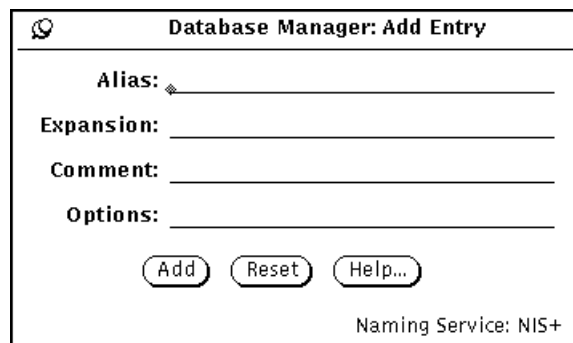 Database Manager: Add Entry
Alias:
Expansion:
Comment:
Options:
Add Reset Help...
Naming Service: NIS+